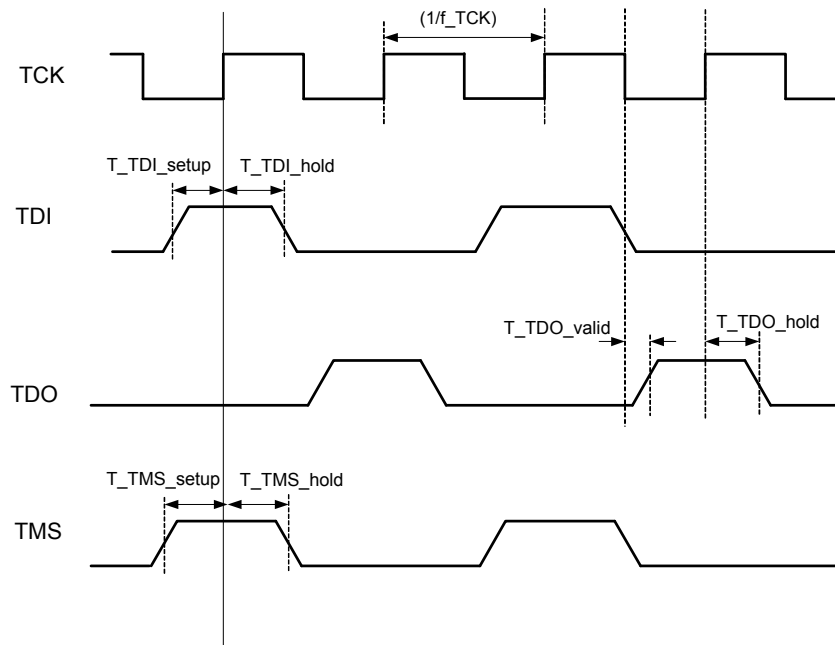 (1/f_TCK)
TCK
T_TDI_setup T_TDI_hold
TDI
T_TDO_valid T_TDO_hold
TDO
T_TMS_setup T_TMS_hold
TMS